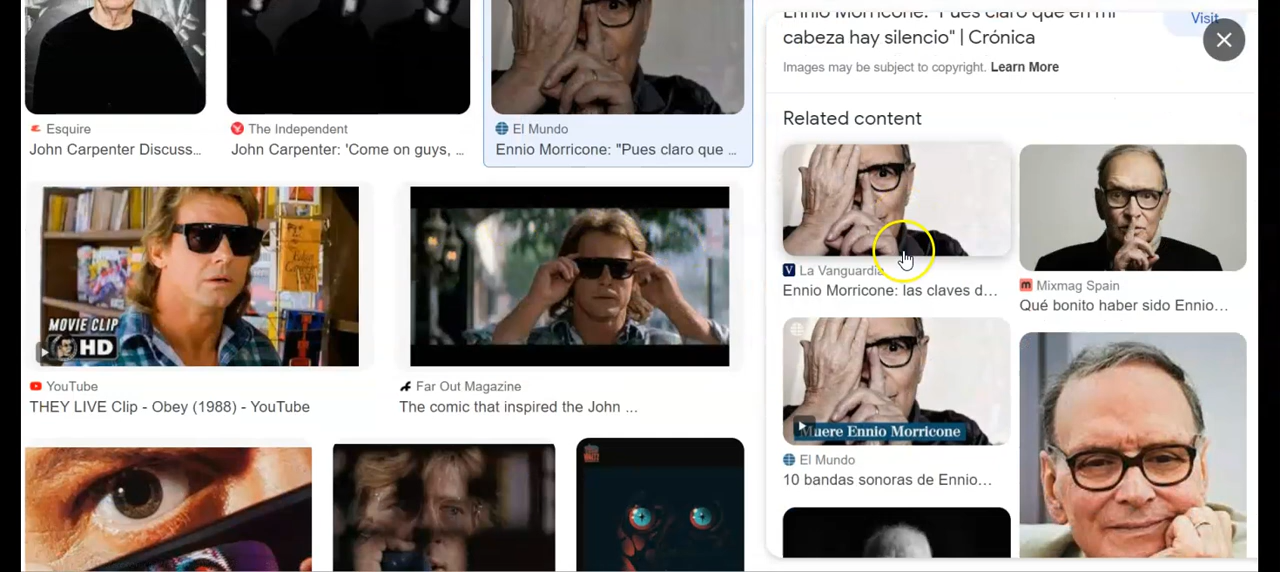 Esquire
John Carpenter Discuss...
The Independent
John Carpenter: 'Come on guys, ...
El Mundo
Ennio Morricone: "Pues claro que ...
MOVIE CLIP
HD
YouTube
THEY LIVE Clip - Obey (1988) - YouTube
Far Out Magazine
The comic that inspired the John ...
Ennio Morricone: "Pues claro que en mi
cabeza hay silencio" | Crónica
Visit
Images may be subject to copyright. Learn More
Related content
La Vanguardia
Ennio Morricone: las claves d...
Mixmag Spain
Qué bonito haber sido Ennio...
Muere Ennio Morricone
El Mundo
10 bandas sonoras de Ennio...